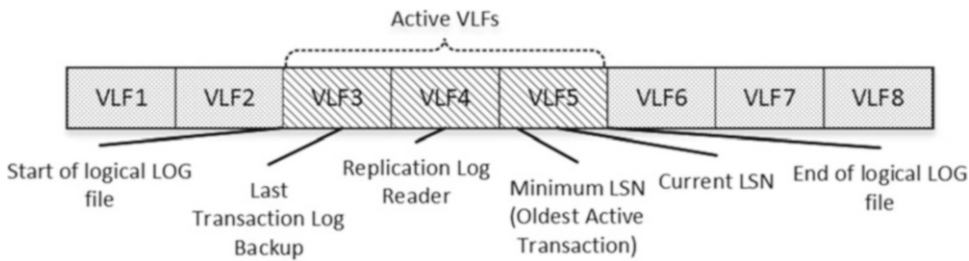 Active VLFs
VLF1 VLF2 VLF3 VLF4 VLF5 VLF6 VLF7 VLF8
Start of logical LOG
file
Last
Transaction Log
Backup
Replication Log
Reader
Minimum LSN
(Oldest Active
Transaction)
Current LSN
End of logical LOG
file